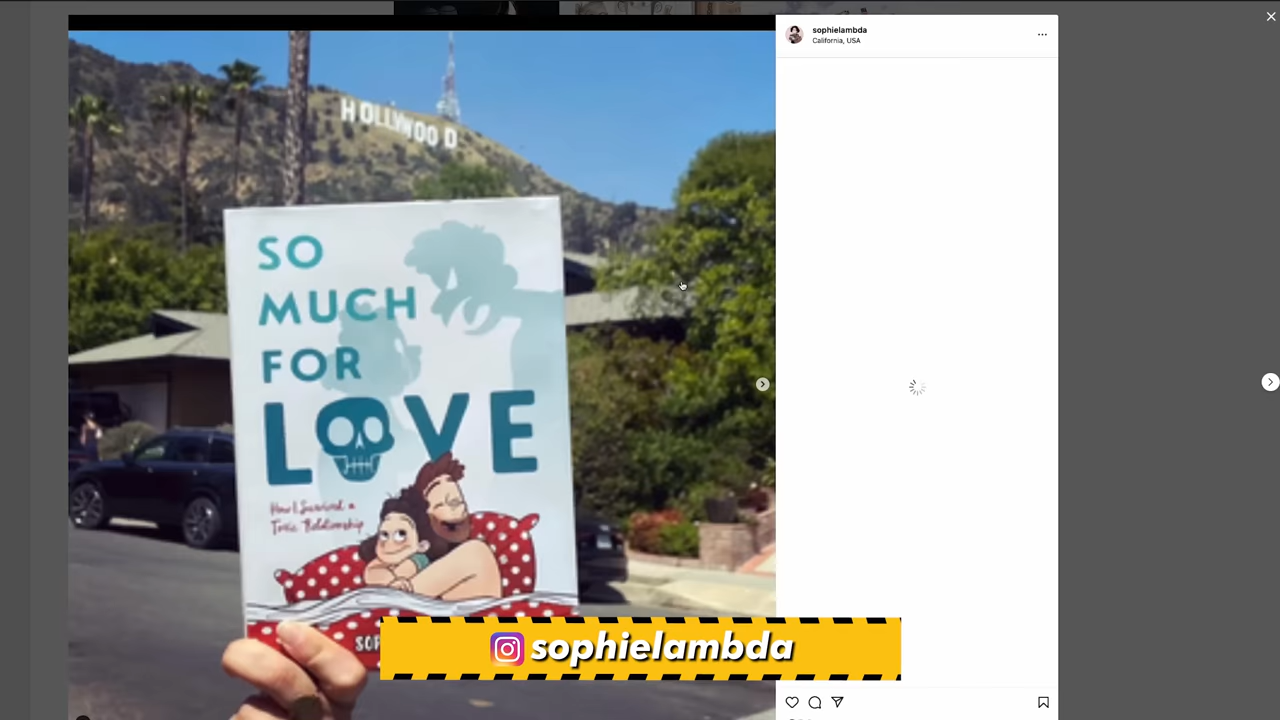 sophielambda
California, USA
HOLLYWOOD
SO
MUCH
FOR
LOVE
How I Survived a
Toxic Relationship
sophielambda